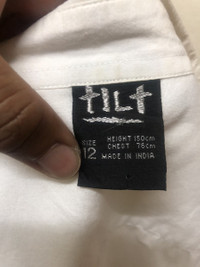 tILt
SIZE
12
HEIGHT 150cm
CHEST 76cm
MADE IN INDIA